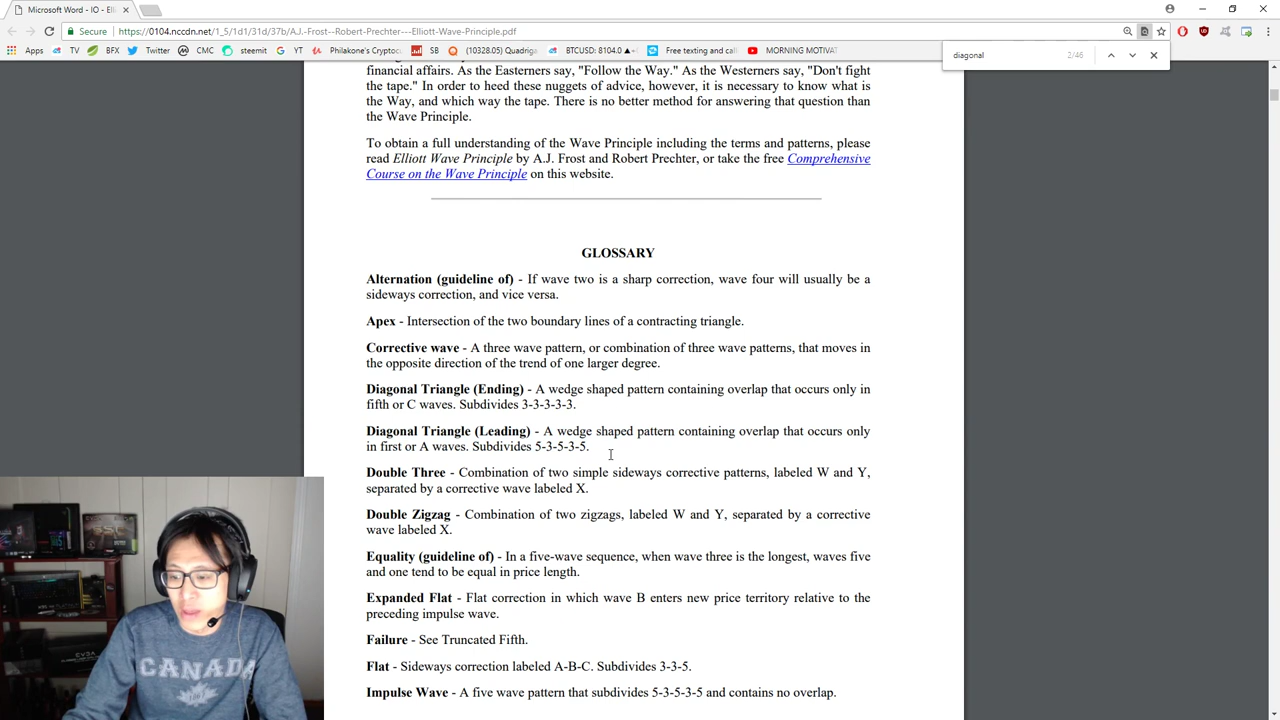 Microsoft Word - IO - Elli
Secure
https://0104.nccdn.net/1_5/1d1/31d/37b/A.J.-Frost--Robert-Prechter---Elliott-Wave-Principle.pdf
Apps
TV
BFX
Twitter
CMC
steemit
G
YT
Philakone's Cryptoc
SB
(10328.05) Quadrig
BTCUSD: 8104.0
Free texting and call
MORNING MOTIVAT
diagonal
2/46
financial affairs. As the Easterners say, "Follow the Way." As the Westerners say, "Don't fight
the tape." In order to heed these nuggets of advice, however, it is necessary to know what is
the Way, and which way the tape. There is no better method for answering that question than
the Wave Principle.
To obtain a full understanding of the Wave Principle including the terms and patterns, please
read Elliott Wave Principle by A.J. Frost and Robert Prechter, or take the free Comprehensive
Course on the Wave Principle on this website.
GLOSSARY
Alternation (guideline of) - If wave two is a sharp correction, wave four will usually be a
sideways correction, and vice versa.
Apex - Intersection of the two boundary lines of a contracting triangle.
Corrective wave - A three wave pattern, or combination of three wave patterns, that moves in
the opposite direction of the trend of one larger degree.
Diagonal Triangle (Ending) - A wedge shaped pattern containing overlap that occurs only in
fifth or C waves. Subdivides 3-3-3-3-3.
Diagonal Triangle (Leading) - A wedge shaped pattern containing overlap that occurs only
in first or A waves. Subdivides 5-3-5-3-5.
Double Three - Combination of two simple sideways corrective patterns, labeled W and Y,
separated by a corrective wave labeled X.
Double Zigzag - Combination of two zigzags, labeled W and Y, separated by a corrective
wave labeled X.
Equality (guideline of) - In a five-wave sequence, when wave three is the longest, waves five
and one tend to be equal in price length.
Expanded Flat - Flat correction in which wave B enters new price territory relative to the
preceding impulse wave.
Failure - See Truncated Fifth.
Flat - Sideways correction labeled A-B-C. Subdivides 3-3-5.
Impulse Wave - A five wave pattern that subdivides 5-3-5-3-5 and contains no overlap.
CANADA